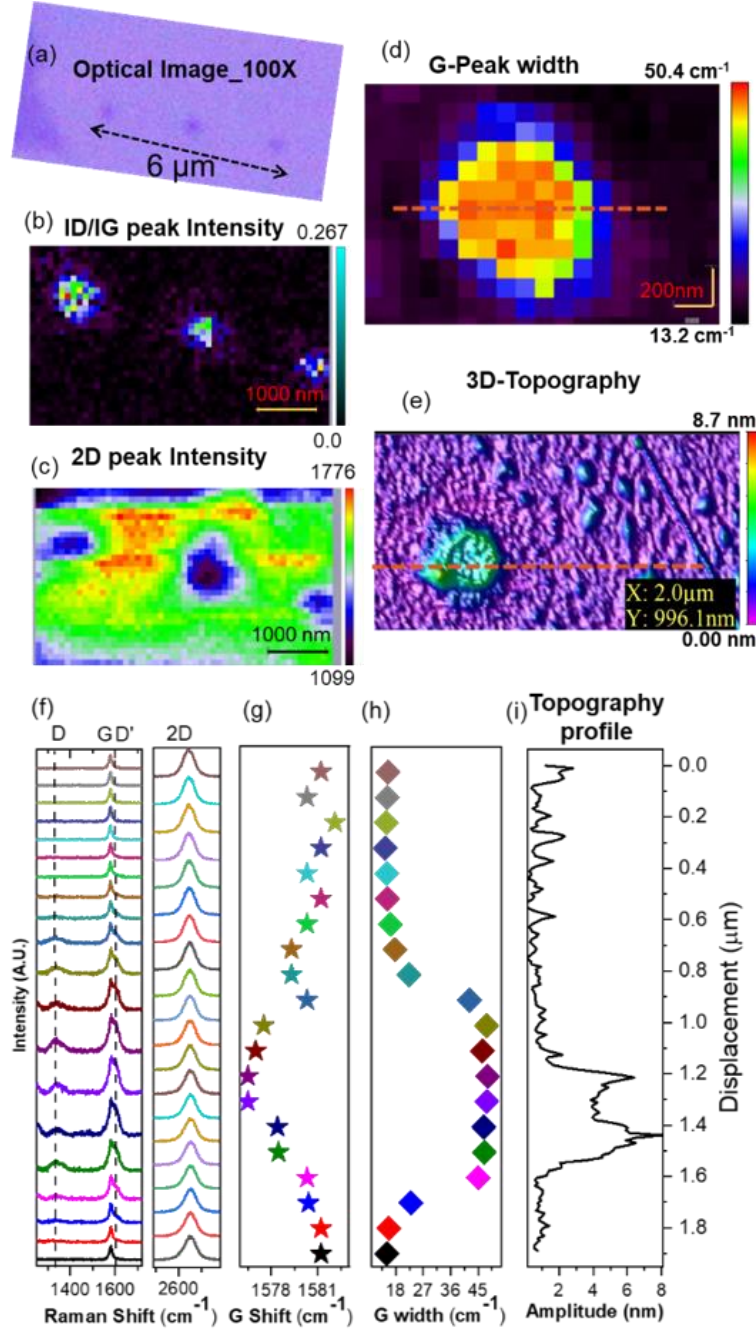 (a)
Optical Image_100X
6 µm
(b)
ID/IG peak Intensity
0.267
1000 nm
0.0
(c)
2D peak Intensity
1776
1000 nm
1099
(d)
G-Peak width
50.4 cm⁻¹
200nm
13.2 cm⁻¹
3D-Topography
(e)
8.7 nm
X: 2.0µm
Y: 996.1nm
0.00 nm
(f)
D
G
D'
2D
Intensity (A.U.)
1400
1600
2600
Raman Shift (cm⁻¹)
(g)
1578
1581
G Shift (cm⁻¹)
(h)
18
27
36
45
G width (cm⁻¹)
(i)
Topography
profile
0.0
0.2
0.4
0.6
0.8
1.0
1.2
1.4
1.6
1.8
Displacement (µm)
2
4
6
8
Amplitude (nm)